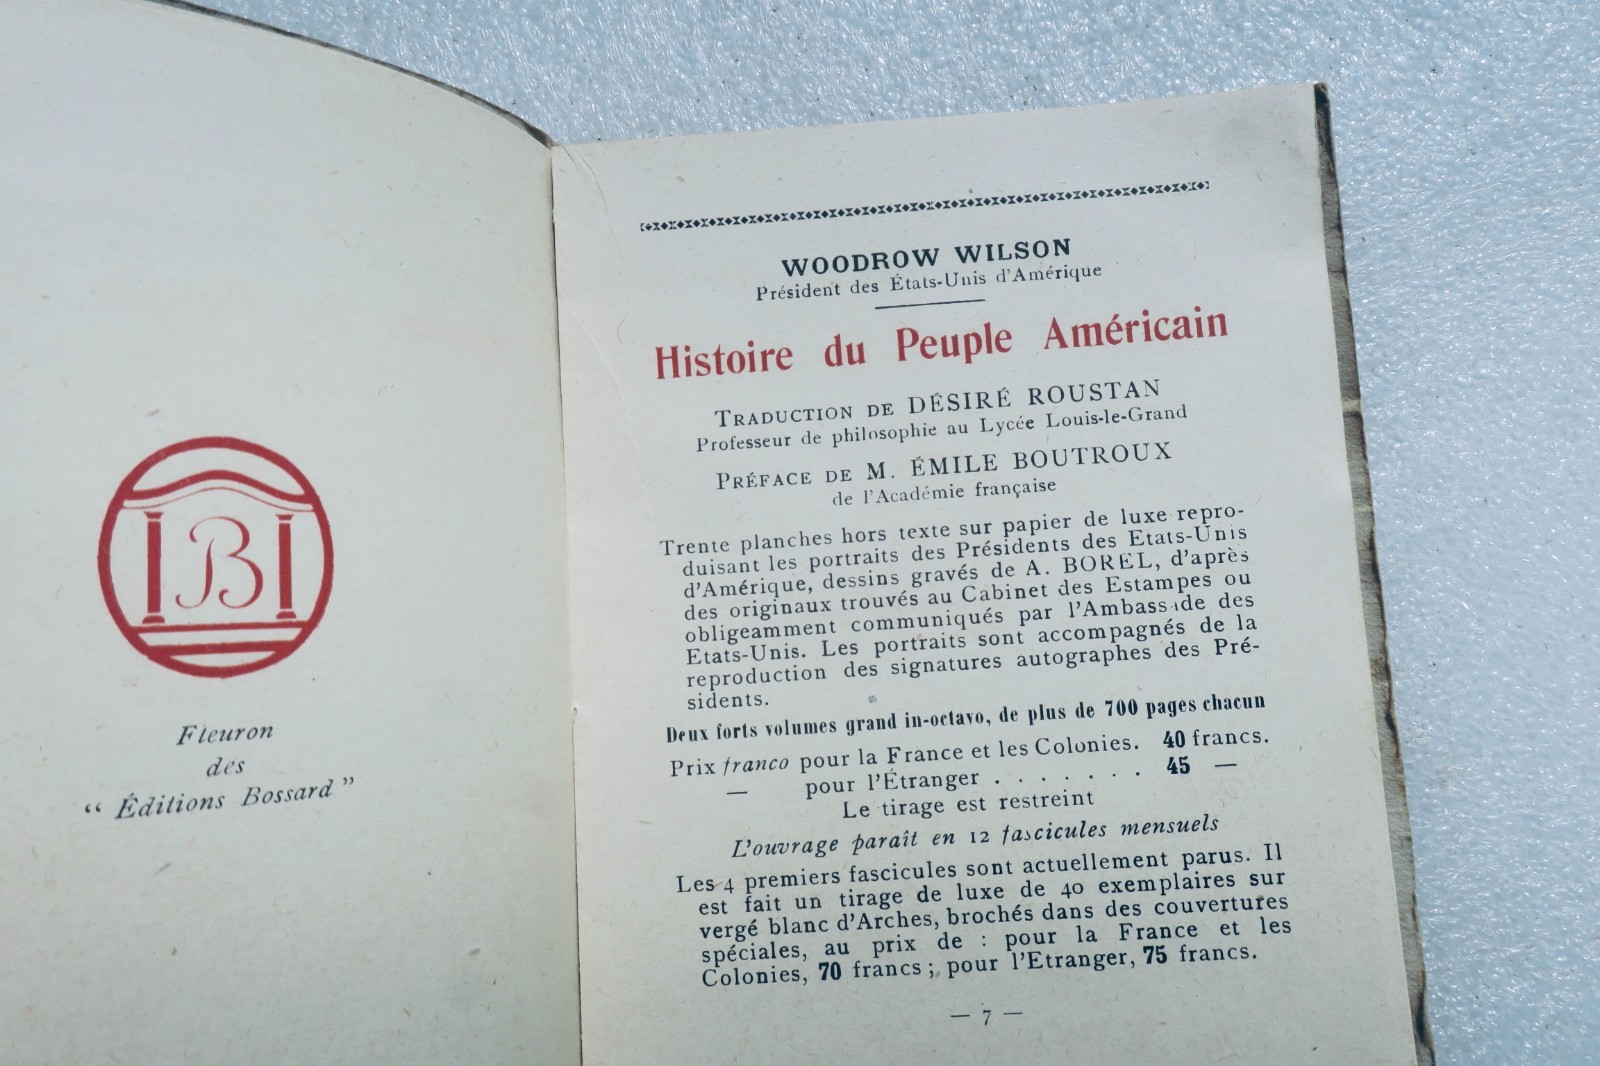 B
Fleuron
des
“ Éditions Bossard ”
WOODROW WILSON
Président des États-Unis d'Amérique
Histoire du Peuple Américain
TRADUCTION DE DÉSIRÉ ROUSTAN
Professeur de philosophie au Lycée Louis-le-Grand
PRÉFACE DE M. ÉMILE BOUTROUX
de l'Académie française
Trente planches hors texte sur papier de luxe repro-
duisant les portraits des Présidents des Etats-Unis
d'Amérique, dessins gravés de A. BOREL, d'après
des originaux trouvés au Cabinet des Estampes ou
obligeamment communiqués par l'Ambass de des
Etats-Unis. Les portraits sont accompagnés de la
reproduction des signatures autographes des Pré-
sidents.
Deux forts volumes grand in-octavo, de plus de 700 pages chacun
Prix franco pour la France et les Colonies. 40 francs.
— pour l'Étranger . . . . . . . 45 —
Le tirage est restreint
L'ouvrage paraît en 12 fascicules mensuels
Les 4 premiers fascicules sont actuellement parus. Il
est fait un tirage de luxe de 40 exemplaires sur
vergé blanc d'Arches, brochés dans des couvertures
spéciales, au prix de : pour la France et les
Colonies, 70 francs ; pour l'Etranger, 75 francs.
— 7 —